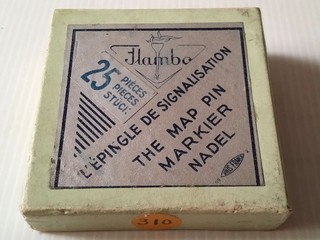 Flambo
25 PIÈCES
PIECES
STÜCK
L'ÉPINGLE DE SIGNALISATION
THE MAP PIN
MARKIER
NADEL
310